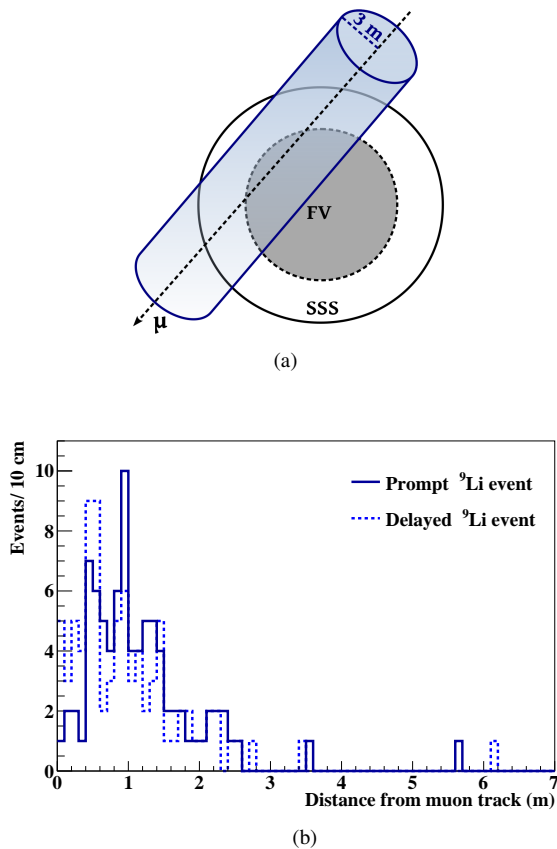 3 m
FV
SSS
μ
(a)
Events/ 10 cm
10
8
6
4
2
0
Prompt ⁹Li event
Delayed ⁹Li event
0 1 2 3 4 5 6 7
Distance from muon track (m)
(b)